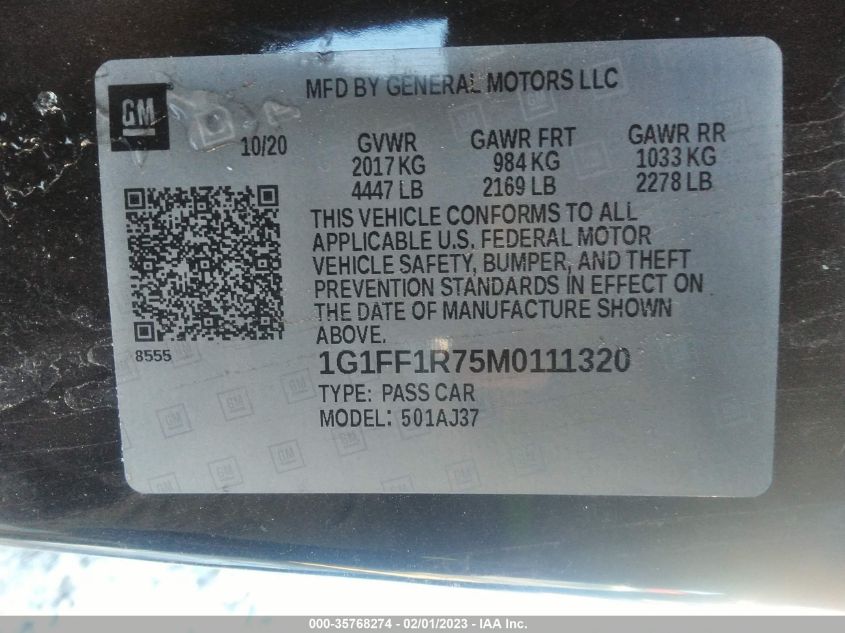 MFD BY GENERAL MOTORS LLC
GM
10/20
GVWR GAWR FRT GAWR RR
2017 KG 984 KG 1033 KG
4447 LB 2169 LB 2278 LB
THIS VEHICLE CONFORMS TO ALL
APPLICABLE U.S. FEDERAL MOTOR
VEHICLE SAFETY, BUMPER, AND THEFT
PREVENTION STANDARDS IN EFFECT ON
THE DATE OF MANUFACTURE SHOWN
ABOVE.
8555
1G1FF1R75M0111320
TYPE: PASS CAR
MODEL: 501AJ37
000-35768274 - 02/01/2023 - IAA Inc.